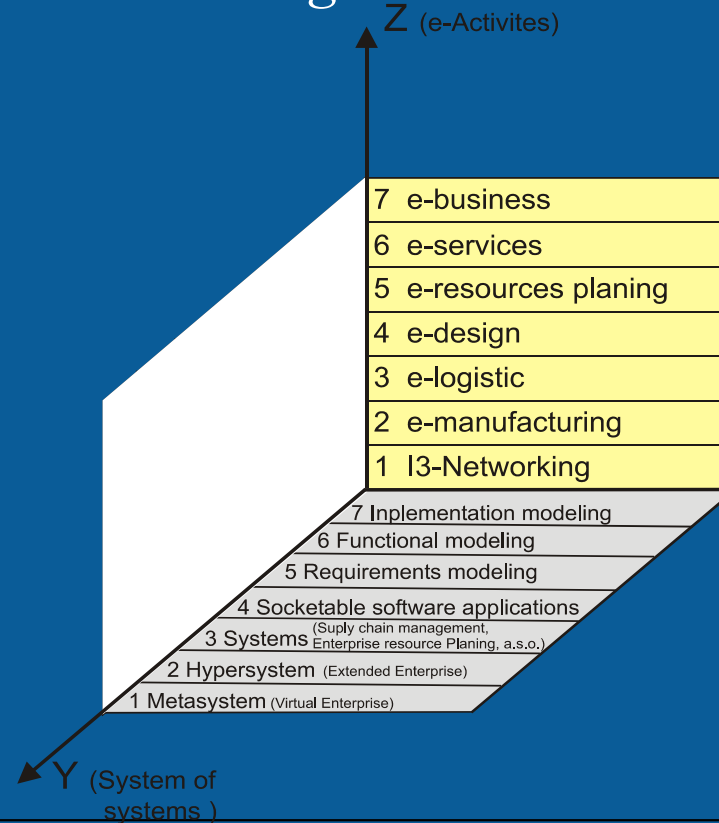 g
Z (e-Activites)
7 e-business
6 e-services
5 e-resources planing
4 e-design
3 e-logistic
2 e-manufacturing
1 I3-Networking
7 Inplementation modeling
6 Functional modeling
5 Requirements modeling
4 Socketable software applications
3 Systems (Suply chain management,
Enterprise resource Planing, a.s.o.)
2 Hypersystem (Extended Enterprise)
1 Metasystem (Virtual Enterprise)
Y (System of
systems )